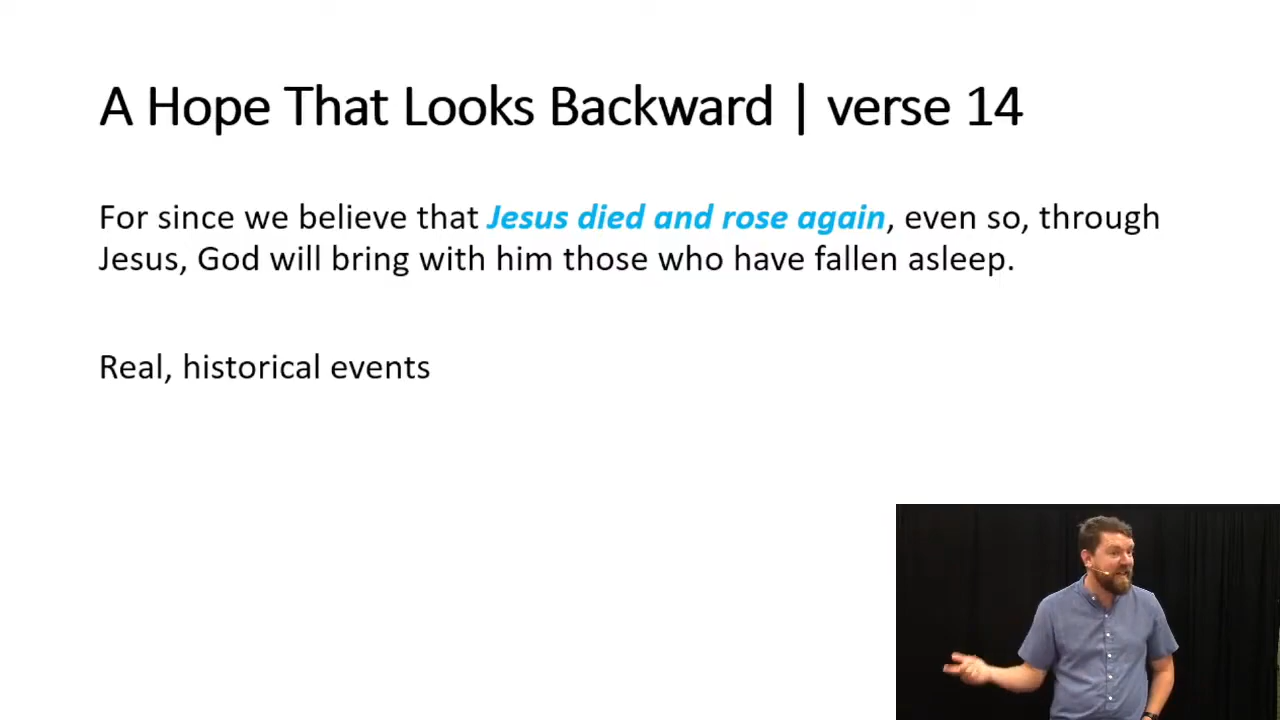 A Hope That Looks Backward | verse 14
For since we believe that Jesus died and rose again, even so, through
Jesus, God will bring with him those who have fallen asleep.
Real, historical events